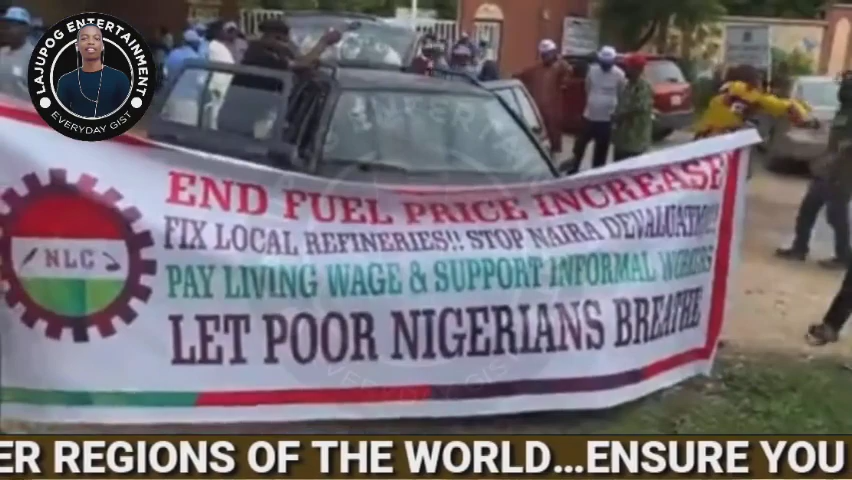 LAJUPOG ENTERTAINMENT
EVERYDAY GIST
END FUEL PRICE INCREASE
FIX LOCAL REFINERIES!! STOP NAIRA
PAY LIVING WAGE & SUPPORT INFORMAL WORKERS
NLC
LET POOR NIGERIANS BREATHE
ER REGIONS OF THE WORLD...ENSURE YOU